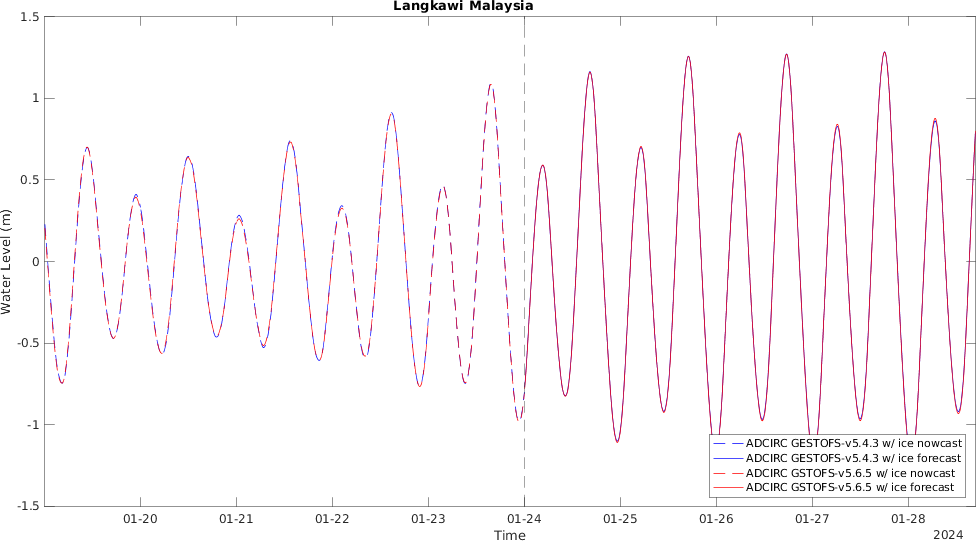 Langkawi Malaysia
1.5
1
0.5
0
-0.5
-1
-1.5
Water Level (m)
ADCIRC GESTOFS-v5.4.3 w/ ice nowcast
ADCIRC GESTOFS-v5.4.3 w/ ice forecast
ADCIRC GSTOFS-v5.6.5 w/ ice nowcast
ADCIRC GSTOFS-v5.6.5 w/ ice forecast
01-20 01-21 01-22 01-23 01-24 01-25 01-26 01-27 01-28
Time
2024